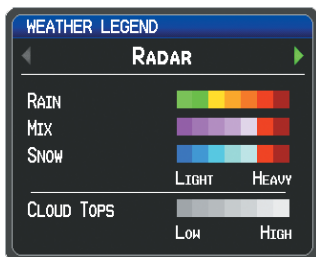 WEATHER LEGEND
RADAR
RAIN
MIX
SNOW
LIGHT HEAVY
CLOUD TOPS
LOW HIGH